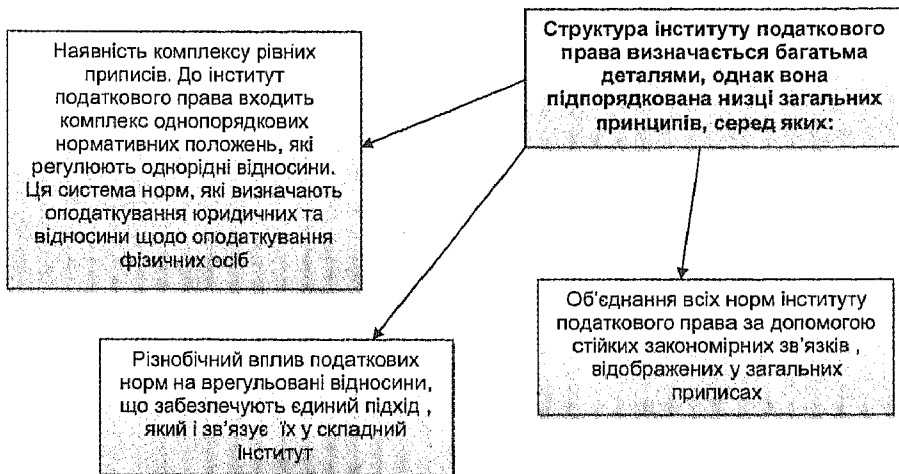 Структура інституту податкового
права визначається багатьма
деталями, однак вона
підпорядкована низці загальних
принципів, серед яких:
Наявність комплексу рівних
приписів. До інститут
податкового права входить
комплекс однопорядкових
нормативних положень, які
регулюють однорідні відносини.
Ця система норм, які визначають
оподаткування юридичних та
відносини щодо оподаткування
фізичних осіб
Різнобічний вплив податкових
норм на врегульовані відносини,
що забезпечують єдиний підхід ,
який і зв'язує їх у складний
інститут
Об'єднання всіх норм інституту
податкового права за допомогою
стійких закономірних зв'язків ,
відображених у загальних
приписах